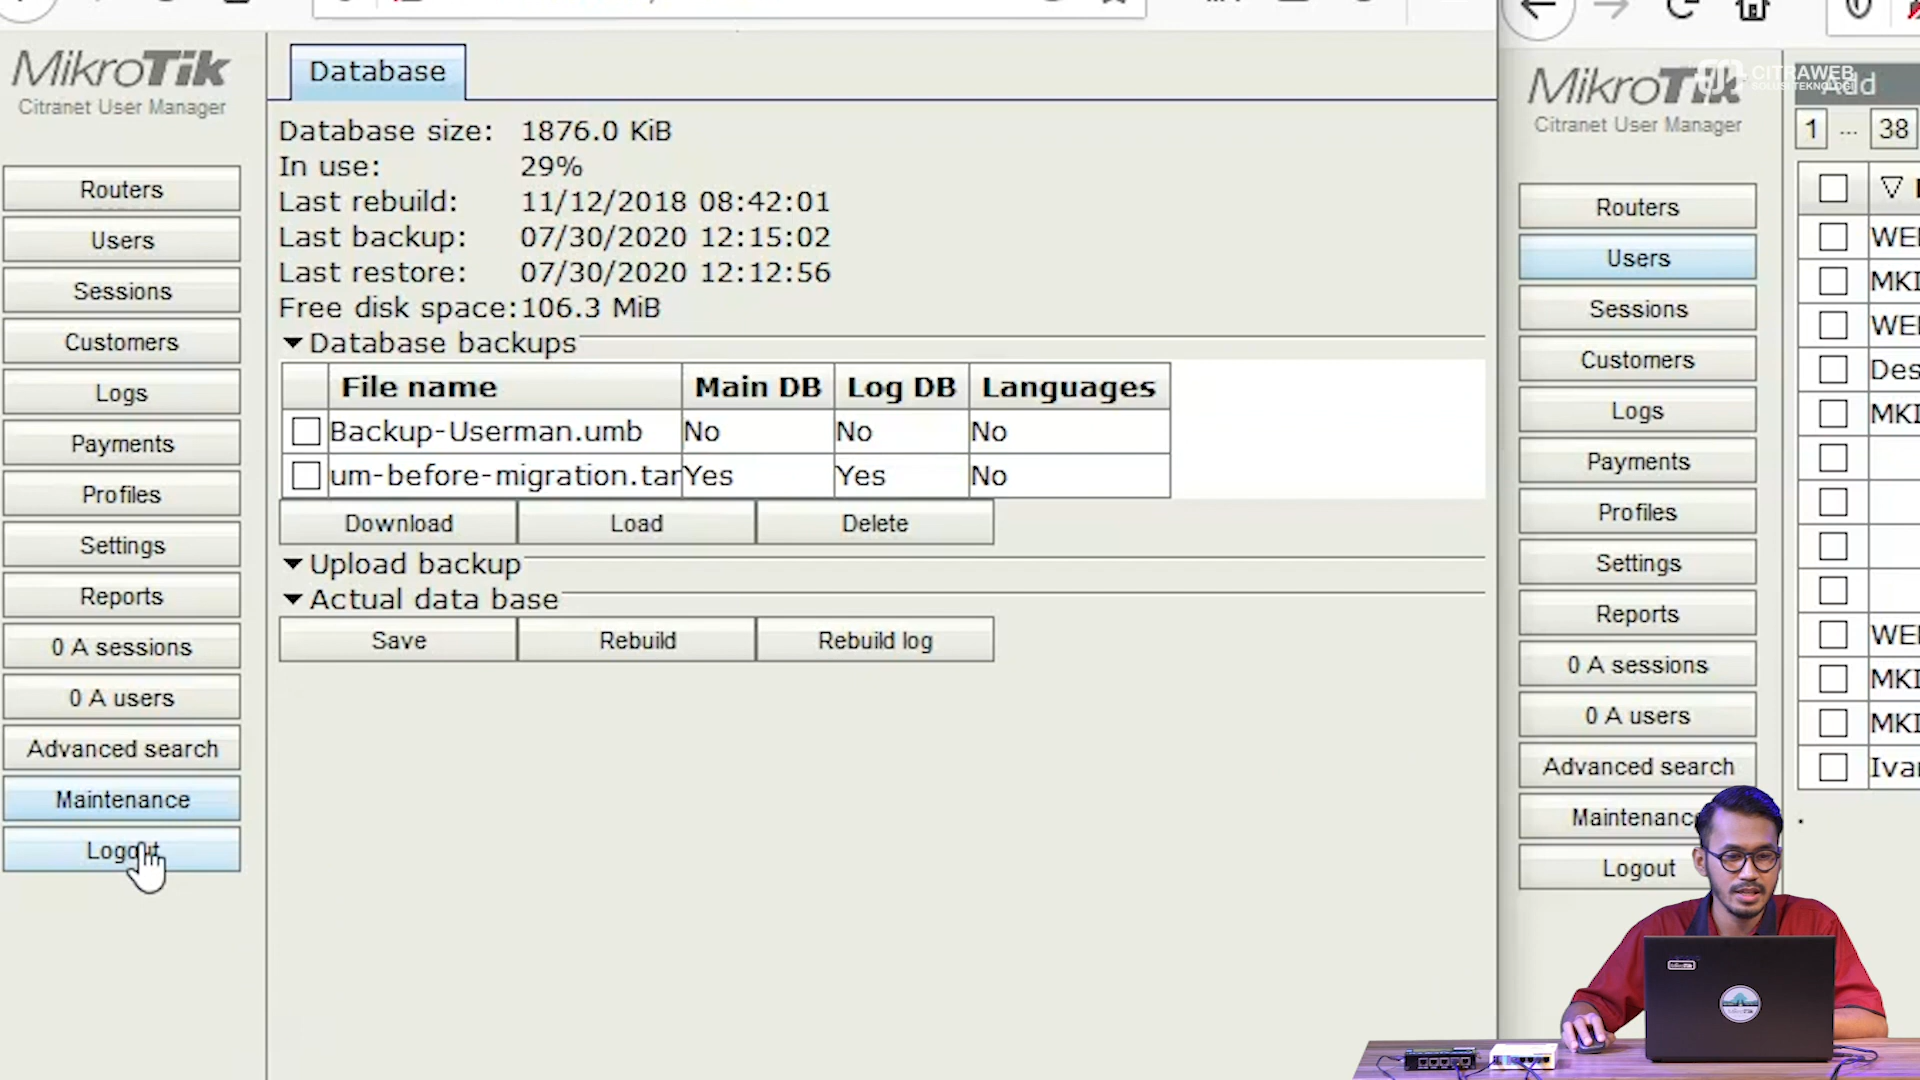 MikroTik
Citranet User Manager
Routers
Users
Sessions
Customers
Logs
Payments
Profiles
Settings
Reports
0 A sessions
0 A users
Advanced search
Maintenance
Logout
Database
Database size: 1876.0 KiB
In use: 29%
Last rebuild: 11/12/2018 08:42:01
Last backup: 07/30/2020 12:15:02
Last restore: 07/30/2020 12:12:56
Free disk space: 106.3 MiB
Database backups
File name Main DB Log DB Languages
Backup-Userman.umb No No No
um-before-migration.tar Yes Yes No
Download Load Delete
Upload backup
Actual data base
Save Rebuild Rebuild log
MikroTik
Citranet User Manager
Routers
Users
Sessions
Customers
Logs
Payments
Profiles
Settings
Reports
0 A sessions
0 A users
Advanced search
Maintenance
Logout
CITRAWEB
SOLUSI TEKNOLOGI
Add
1 ... 38
WE
MKI
WE
Des
MKI
WE
MKI
MKI
Ivan